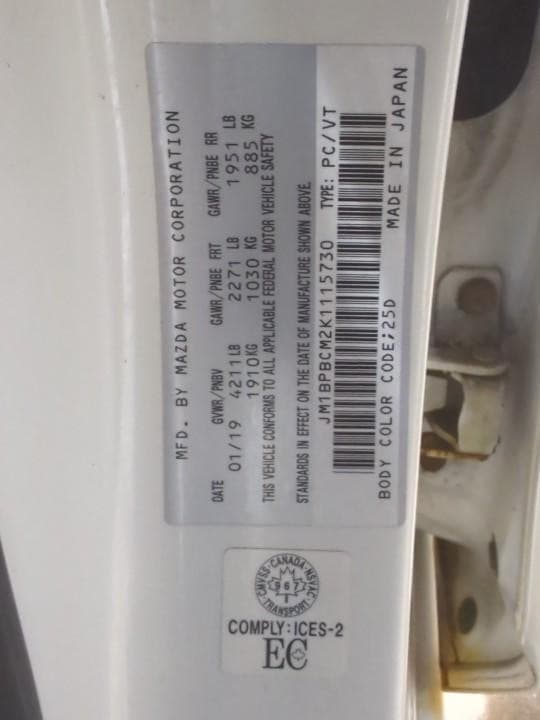 MFD. BY MAZDA MOTOR CORPORATION
DATE GVWR/PNBV GAWR/PNBE FRT GAWR/PNBE RR
01/19 4211LB 2271 LB 1951 LB
1910KG 1030 KG 885 KG
THIS VEHICLE CONFORMS TO ALL APPLICABLE FEDERAL MOTOR VEHICLE SAFETY
STANDARDS IN EFFECT ON THE DATE OF MANUFACTURE SHOWN ABOVE.
JM1BPBCM2K1115730 TYPE: PC/VT
BODY COLOR CODE;25D MADE IN JAPAN
CMVSS·CANADA·NSVAC
967
TRANSPORT
COMPLY:ICES-2
EC